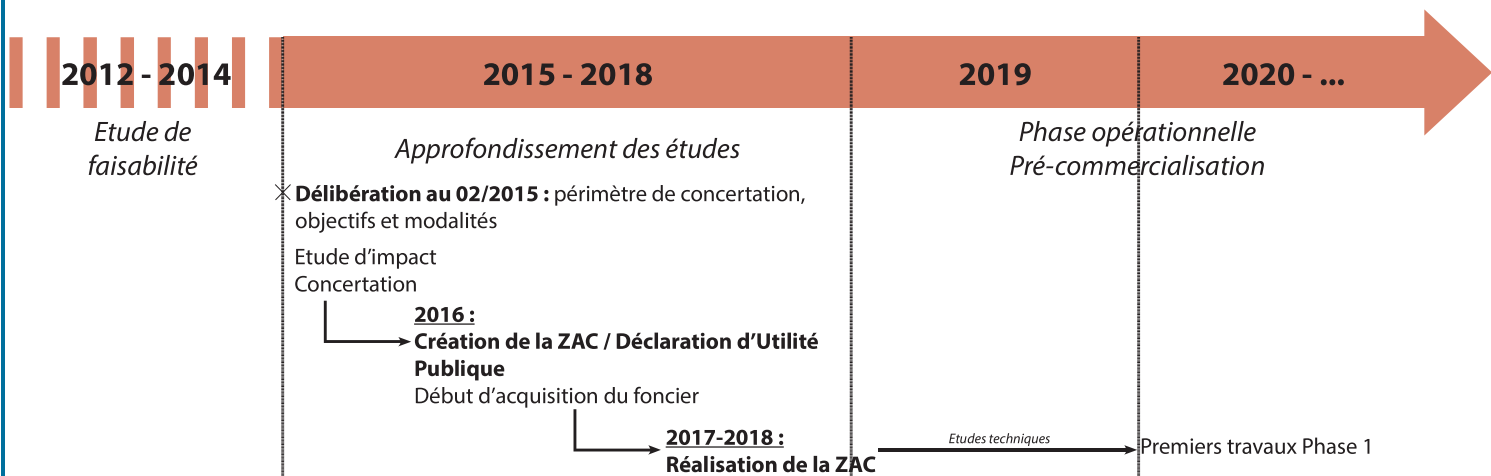 2012 - 2014
2015 - 2018
2019
2020 - ...
Etude de
faisabilité
Approfondissement des études
Phase opérationnelle
Pré-commercialisation
Délibération au 02/2015 : périmètre de concertation,
objectifs et modalités
Etude d’impact
Concertation
2016 :
Création de la ZAC / Déclaration d’Utilité
Publique
Début d’acquisition du foncier
2017-2018 :
Réalisation de la ZAC
Etudes techniques
Premiers travaux Phase 1